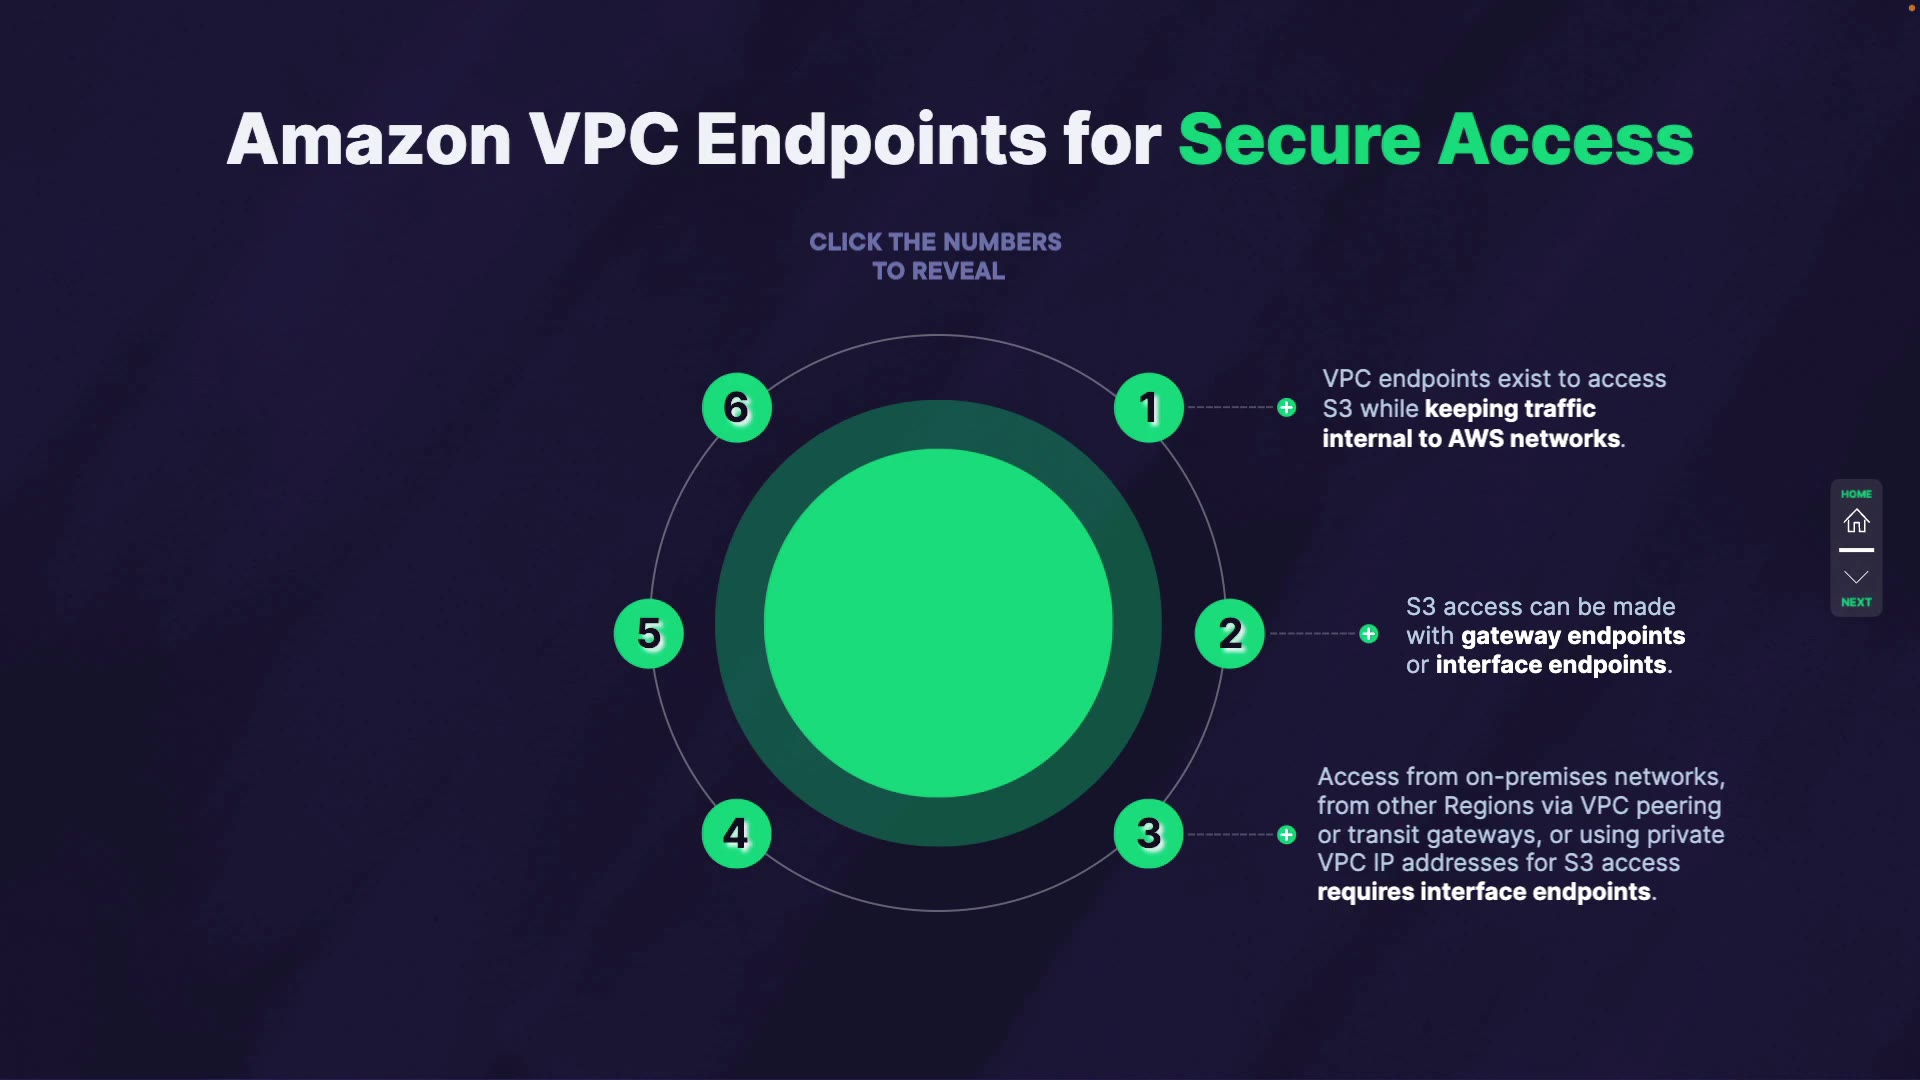 Amazon VPC Endpoints for Secure Access
CLICK THE NUMBERS
TO REVEAL
6
1
VPC endpoints exist to access
S3 while keeping traffic
internal to AWS networks.
HOME
NEXT
5
2
S3 access can be made
with gateway endpoints
or interface endpoints.
4
3
Access from on-premises networks,
from other Regions via VPC peering
or transit gateways, or using private
VPC IP addresses for S3 access
requires interface endpoints.